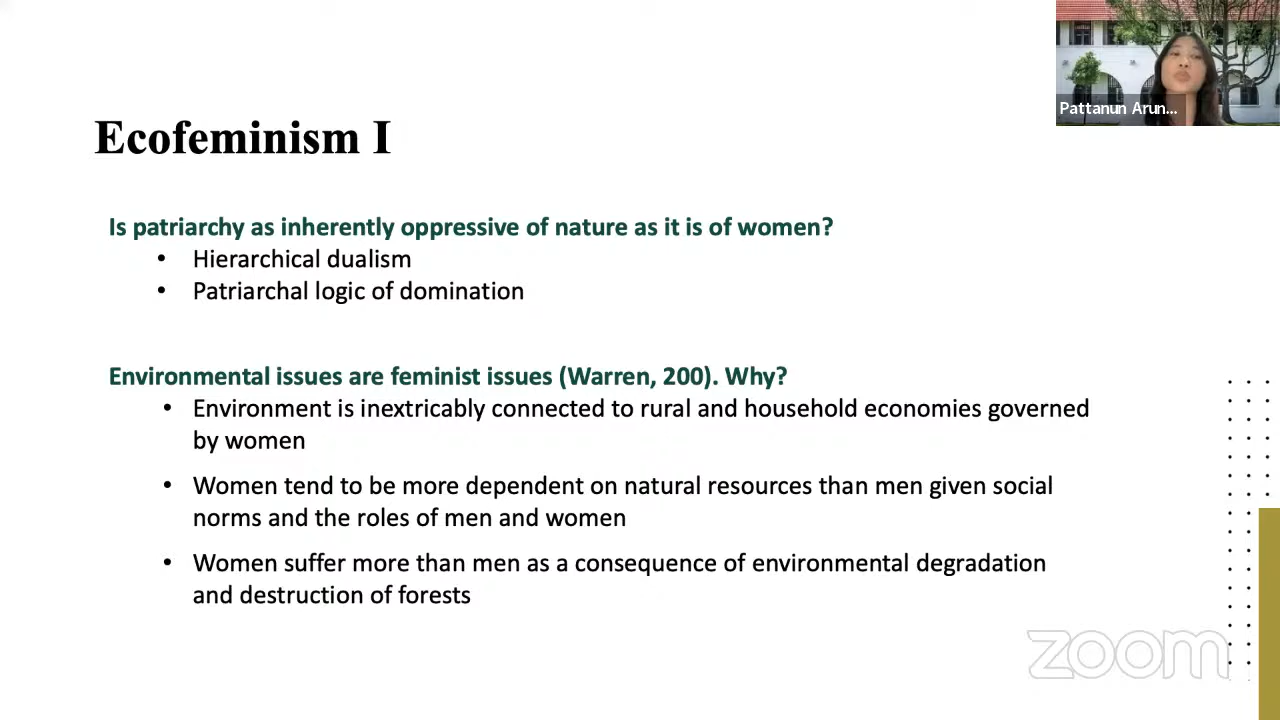 Pattanun Arun...
Ecofeminism I
Is patriarchy as inherently oppressive of nature as it is of women?
• Hierarchical dualism
• Patriarchal logic of domination
Environmental issues are feminist issues (Warren, 200). Why?
• Environment is inextricably connected to rural and household economies governed
by women
• Women tend to be more dependent on natural resources than men given social
norms and the roles of men and women
• Women suffer more than men as a consequence of environmental degradation
and destruction of forests
zoom